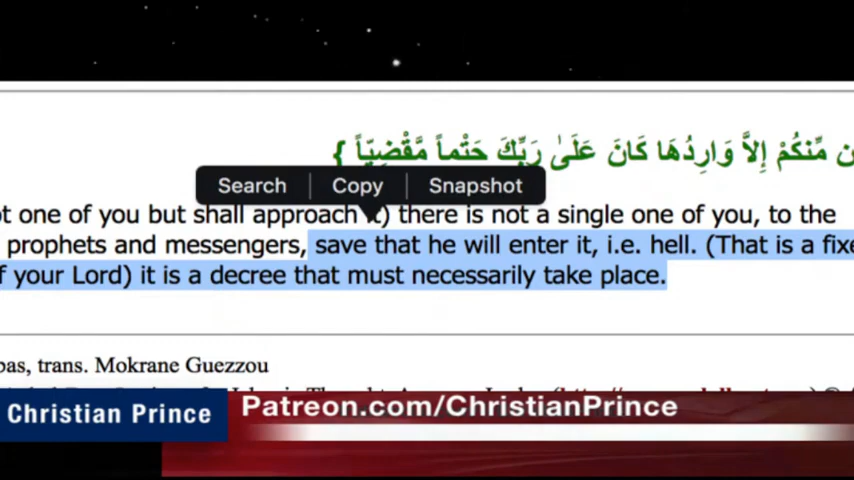 مِّنكُمْ إِلاَّ وَارِدُهَا كَانَ عَلَىٰ رَبِّكَ حَتْماً مَّقْضِيّاً }
Search Copy Snapshot
one of you but shall approach it) there is not a single one of you, to the
prophets and messengers, save that he will enter it, i.e. hell. (That is a fixe
of your Lord) it is a decree that must necessarily take place.
bas, trans. Mokrane Guezzou
Christian Prince
Patreon.com/ChristianPrince